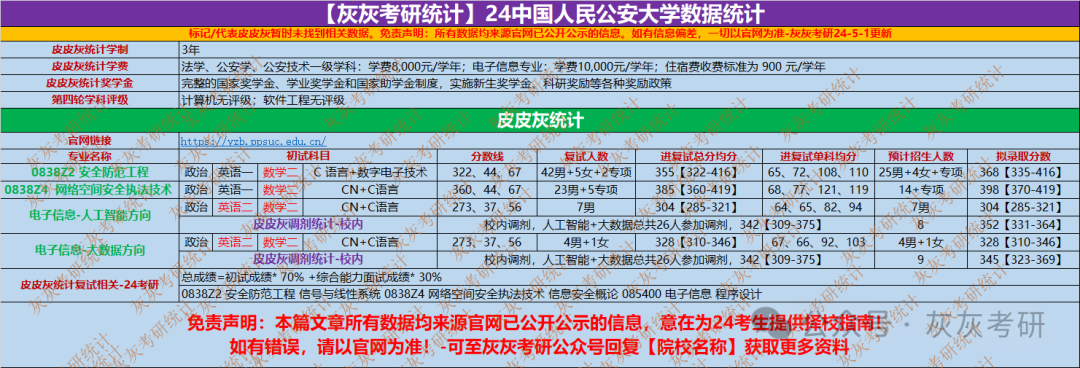 【灰灰考研统计】24中国人民公安大学数据统计
标记/代表皮皮灰暂时未找到相关数据。免责声明：所有数据均来源官网已公开公示的信息。如有信息偏差，一切以官网为准-灰灰考研24-5-1更新
皮皮灰统计学制 3年
皮皮灰统计学费 法学、公安学、公安技术一级学科：学费8,000元/学年；电子信息专业：学费10,000元/学年；住宿费收费标准为 900 元/学年
皮皮灰统计奖学金 完整的国家奖学金、学业奖学金和国家助学金制度，实施新生奖学金、科研奖励等各种奖励政策
第四轮学科评级 计算机无评级；软件工程无评级
皮皮灰统计
官网链接 https://yzb.ppsuc.edu.cn/
专业名称 初试科目 分数线 复试人数 进复试总分均分 进复试单科均分 预计招生人数 拟录取分数
0838Z2 安全防范工程 政治 英语一 数学二 C 语言+数字电子技术 322、44、67 42男+5女+2专项 355【322-416】 65、72、108、110 25男+4女+专项 368【335-416】
0838Z4 网络空间安全执法技术 政治 英语一 数学二 CN+C语言 360、44、67 23男+5专项 385【360-419】 68、77、121、119 14+专项 398【370-419】
电子信息-人工智能方向 政治 英语二 数学二 CN+C语言 273、37、56 7男 304【285-321】 64、65、82、94 7男 304【285-321】
皮皮灰调剂统计-校内 校内调剂，人工智能+大数据总共26人参加调剂，342【309-375】 8 352【331-364】
电子信息-大数据方向 政治 英语二 数学二 CN+C语言 273、37、56 4男+1女 328【310-346】 67、66、92、103 4男+1女 328【310-346】
皮皮灰调剂统计-校内 校内调剂，人工智能+大数据总共26人参加调剂，342【309-375】 9 345【323-369】
皮皮灰统计复试相关-24考研 总成绩=初试成绩* 70% +综合能力面试成绩* 30%
0838Z2 安全防范工程 信号与线性系统 0838Z4 网络空间安全执法技术 信息安全概论 085400 电子信息 程序设计
免责声明：本篇文章所有数据均来源官网已公开公示的信息，意在为24考生提供择校指南！
如有错误，请以官网为准！-可至灰灰考研公众号回复【院校名称】获取更多资料
公众号 · 灰灰考研